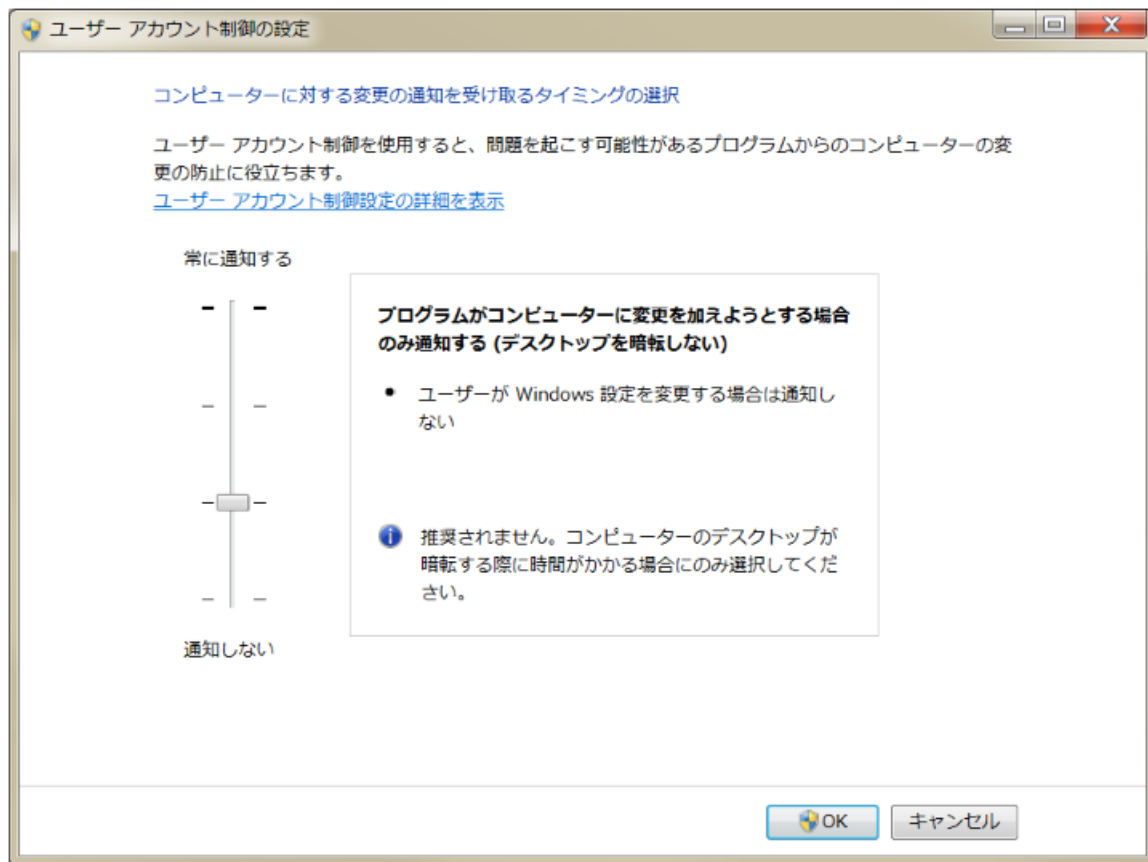 ユーザー アカウント制御の設定
コンピューターに対する変更の通知を受け取るタイミングの選択
ユーザー アカウント制御を使用すると、問題を起こす可能性があるプログラムからのコンピューターの変
更の防止に役立ちます。
ユーザー アカウント制御設定の詳細を表示
常に通知する
プログラムがコンピューターに変更を加えようとする場合
のみ通知する (デスクトップを暗転しない)
• ユーザーが Windows 設定を変更する場合は通知し
ない
推奨されません。コンピューターのデスクトップが
暗転する際に時間がかかる場合にのみ選択してくだ
さい。
通知しない
OK
キャンセル